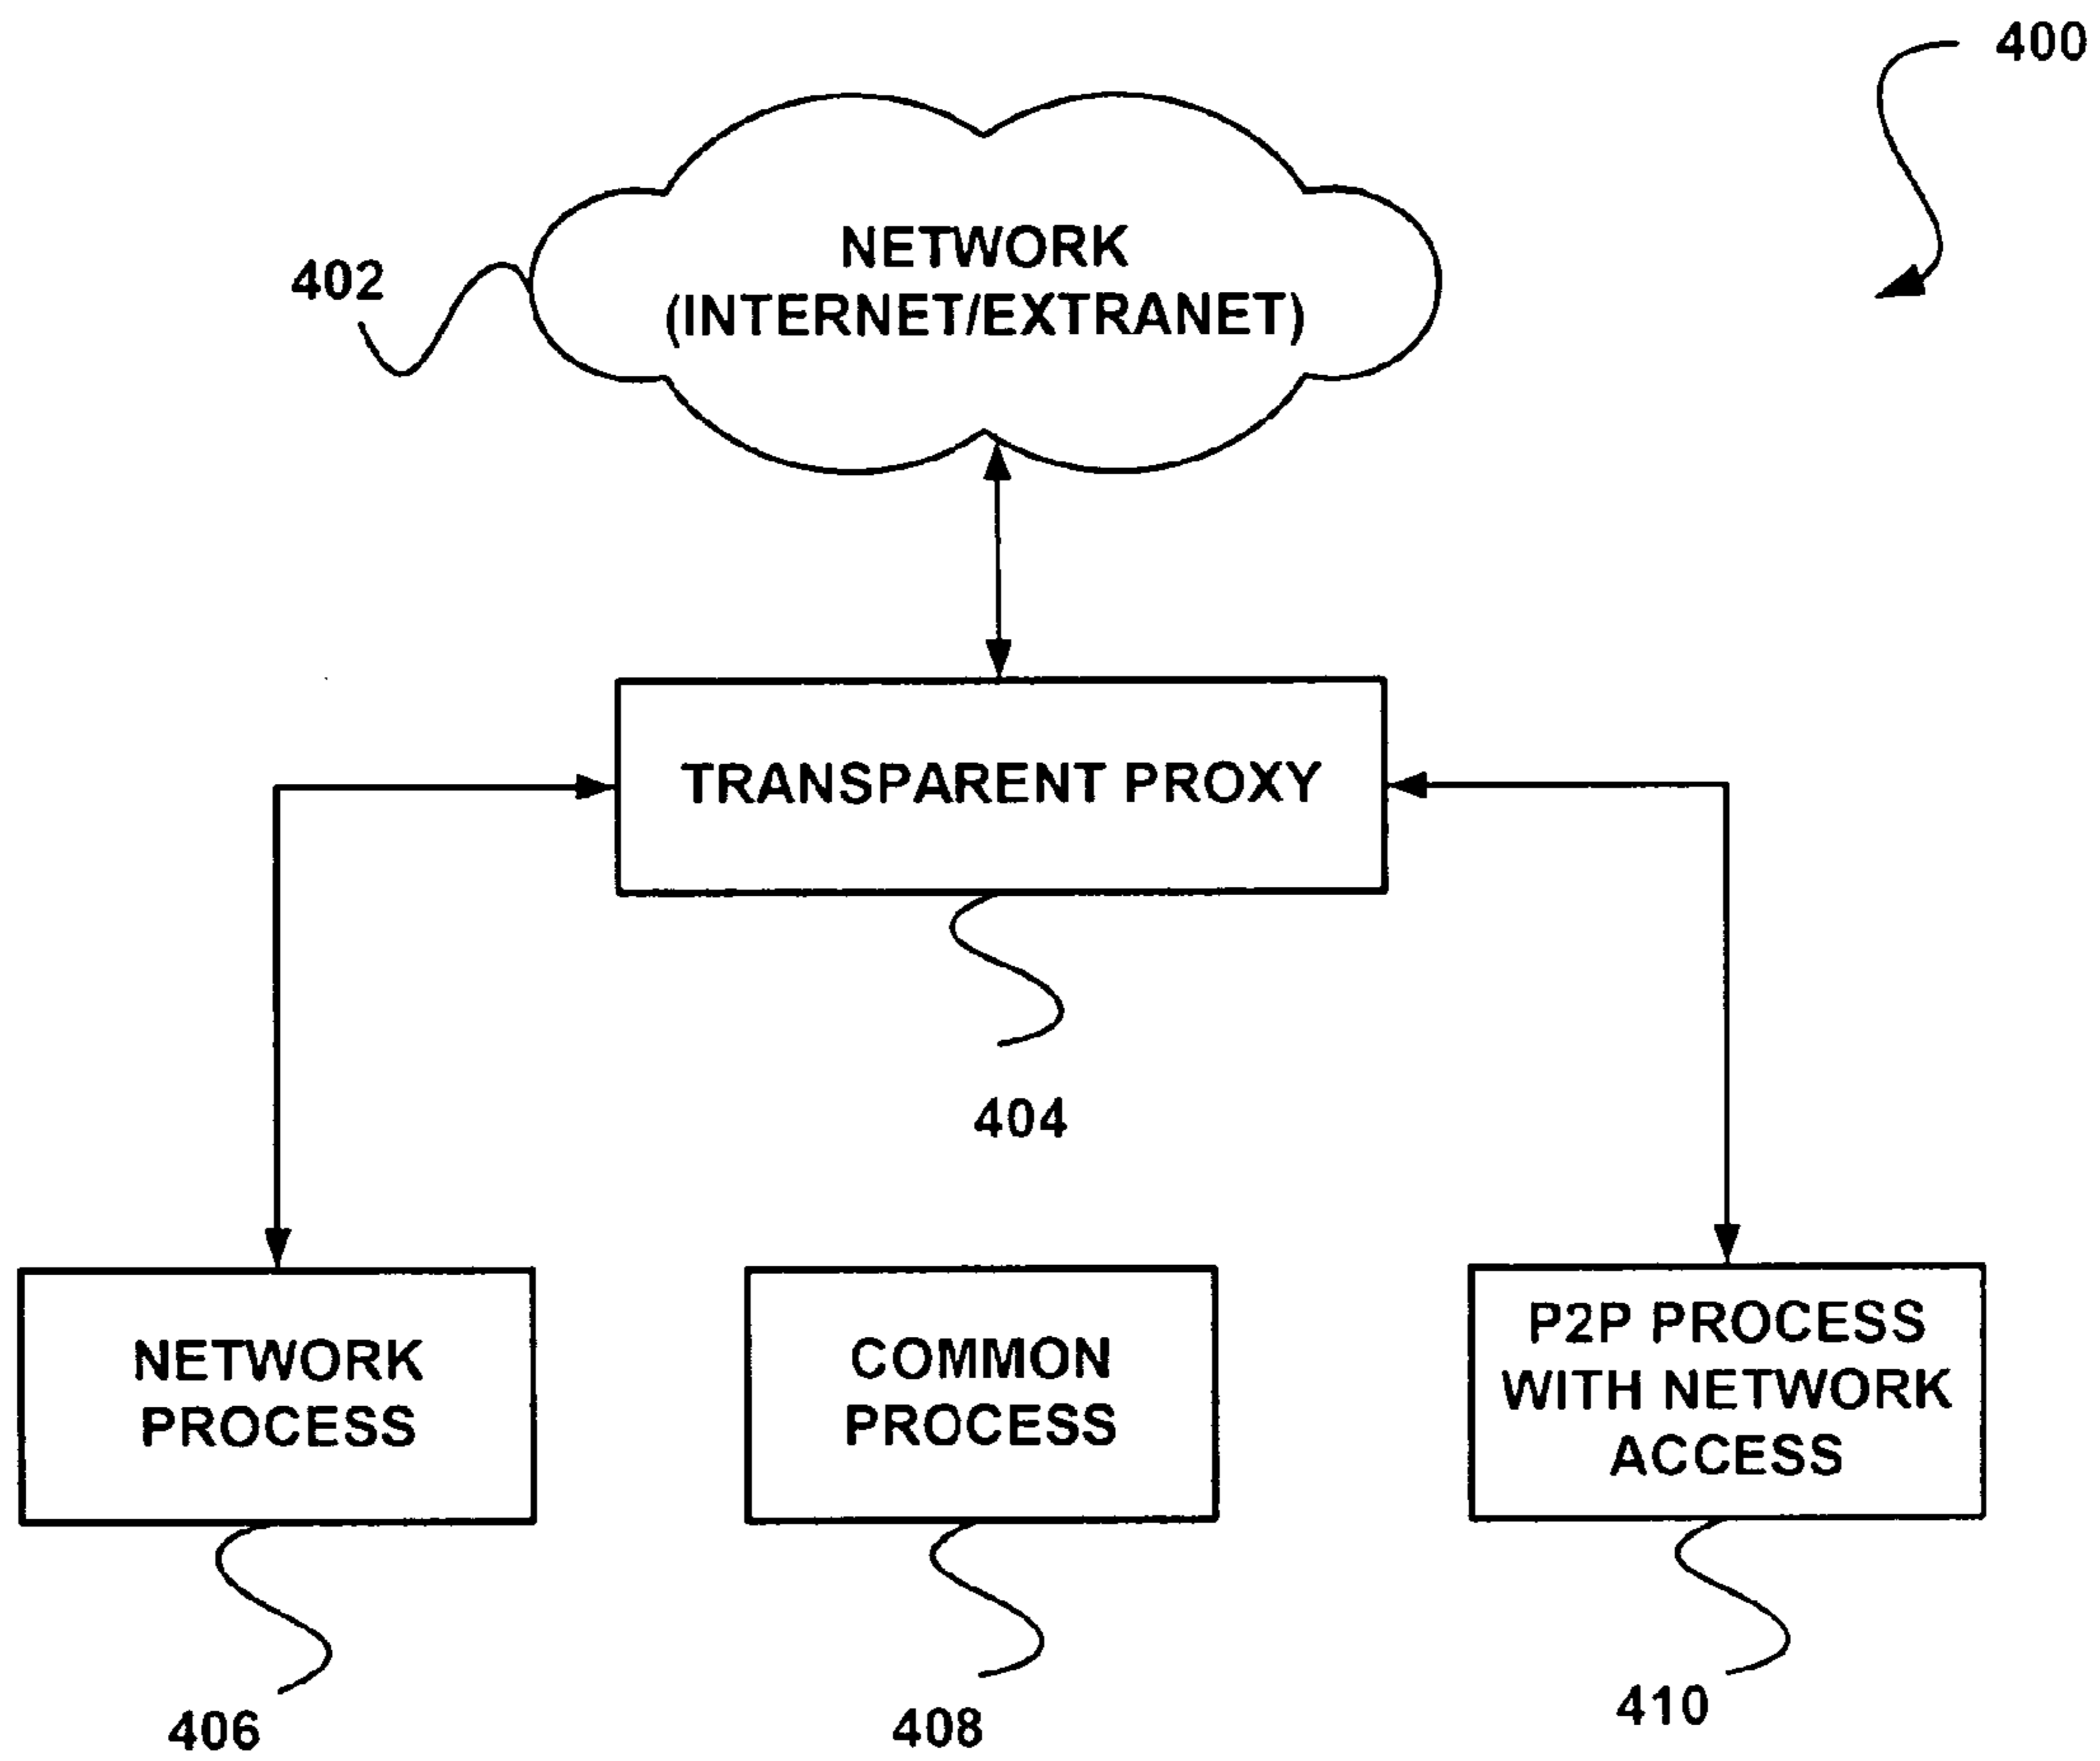 400
NETWORK
(INTERNET/EXTRANET)
402
TRANSPARENT PROXY
404
NETWORK
PROCESS
COMMON
PROCESS
P2P PROCESS
WITH NETWORK
ACCESS
406
408
410